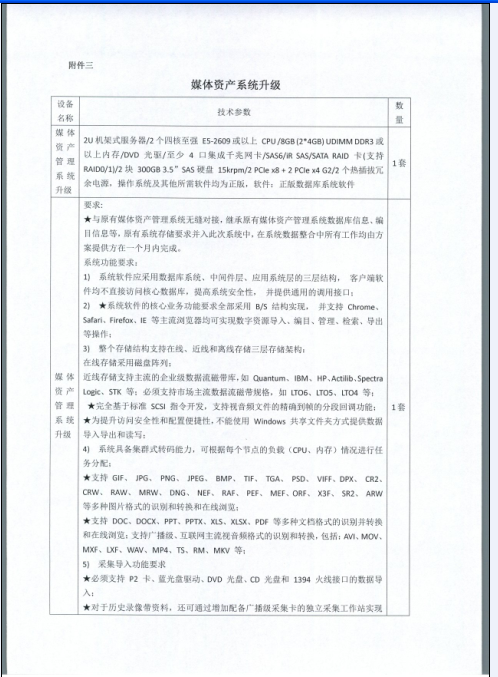 附件三
媒体资产系统升级
设备
名称
技术参数
数
量
媒 体
资 产
管 理
系 统
升级
2U 机架式服务器/2 个四核至强 E5-2609 或以上 CPU /8GB (2*4GB) UDIMM DDR3 或
以上内存/DVD 光驱/至少 4 口集成千兆网卡/SAS6/iR SAS/SATA RAID 卡(支持
RAID0/1)/2 块 300GB 3.5" SAS 硬盘 15krpm/2 PCIe x8 + 2 PCIe x4 G2/2 个热插拔冗
余电源，操作系统及其他所需软件均为正版，软件：正版数据库系统软件
1 套
媒 体
资 产
管 理
系 统
升级
要求:
★与原有媒体资产管理系统无缝对接，继承原有媒体资产管理系统数据库信息、编
目信息等，原有系统存储要求并入此次系统中，在系统数据整合中所有工作均由方
案提供方在一个月内完成。
系统功能要求：
1) 系统软件应采用数据库系统、中间件层、应用系统层的三层结构， 客户端软
件均不直接访问核心数据库，提高系统安全性， 并提供通用的调用接口；
2) ★系统软件的核心业务功能要求全部采用 B/S 结构实现， 并支持 Chrome、
Safari、Firefox、IE 等主流浏览器均可实现数字资源导入、编目、管理、检索、导出
等操作；
3) 整个存储结构支持在线、近线和离线存储三层存储架构；
在线存储采用磁盘阵列；
近线存储支持主流的企业级数据流磁带库，如 Quantum、IBM、HP、Actilib、Spectra
Logic、STK 等；必须支持市场主流数据流磁带规格，如 LTO6、LTO5、LTO4 等；
★完全基于标准 SCSI 指令开发，支持视音频文件的精确到帧的分段回调功能；
★为提升访问安全性和配置便捷性，不能使用 Windows 共享文件夹方式提供数据
导入导出和读写；
4) 系统具备集群式转码能力，可根据每个节点的负载（CPU、内存）情况进行任
务分配；
★支持 GIF、 JPG、 PNG、 JPEG、 BMP、 TIF、 TGA、 PSD、 VIFF、DPX、 CR2、
CRW、 RAW、 MRW、 DNG、 NEF、 RAF、 PEF、 MEF、ORF、 X3F、 SR2、 ARW
等多种图片格式的识别和转换和在线浏览；
★支持 DOC、DOCX、PPT、PPTX、XLS、XLSX、PDF 等多种文档格式的识别并转换
和在线浏览；支持广播级、互联网主流视音频格式的识别和转换，包括：AVI、MOV、
MXF、LXF、WAV、MP4、TS、RM、MKV 等；
5) 采集导入功能要求
★必须支持 P2 卡、蓝光盘驱动、DVD 光盘、CD 光盘和 1394 火线接口的数据导
入；
★对于历史录像带资料，还可通过增加配备广播级采集卡的独立采集工作站实现
1 套